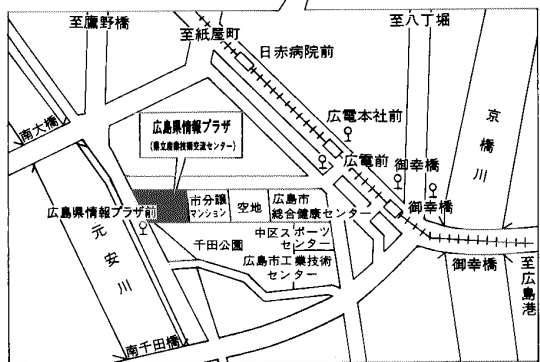 至鷹野橋
至紙屋町
至八丁堀
日赤病院前
南大橋
広島県情報プラザ
(県立産業技術交流センター)
広電本社前
京橋川
広電前
御幸橋
御幸橋
市分譲
マンション
空地
広島市
総合健康センター
広島県情報プラザ前
千田公園
中区スポーツ
センター
広島市工業技術
センター
元安川
御幸橋
至広島港
南千田橋